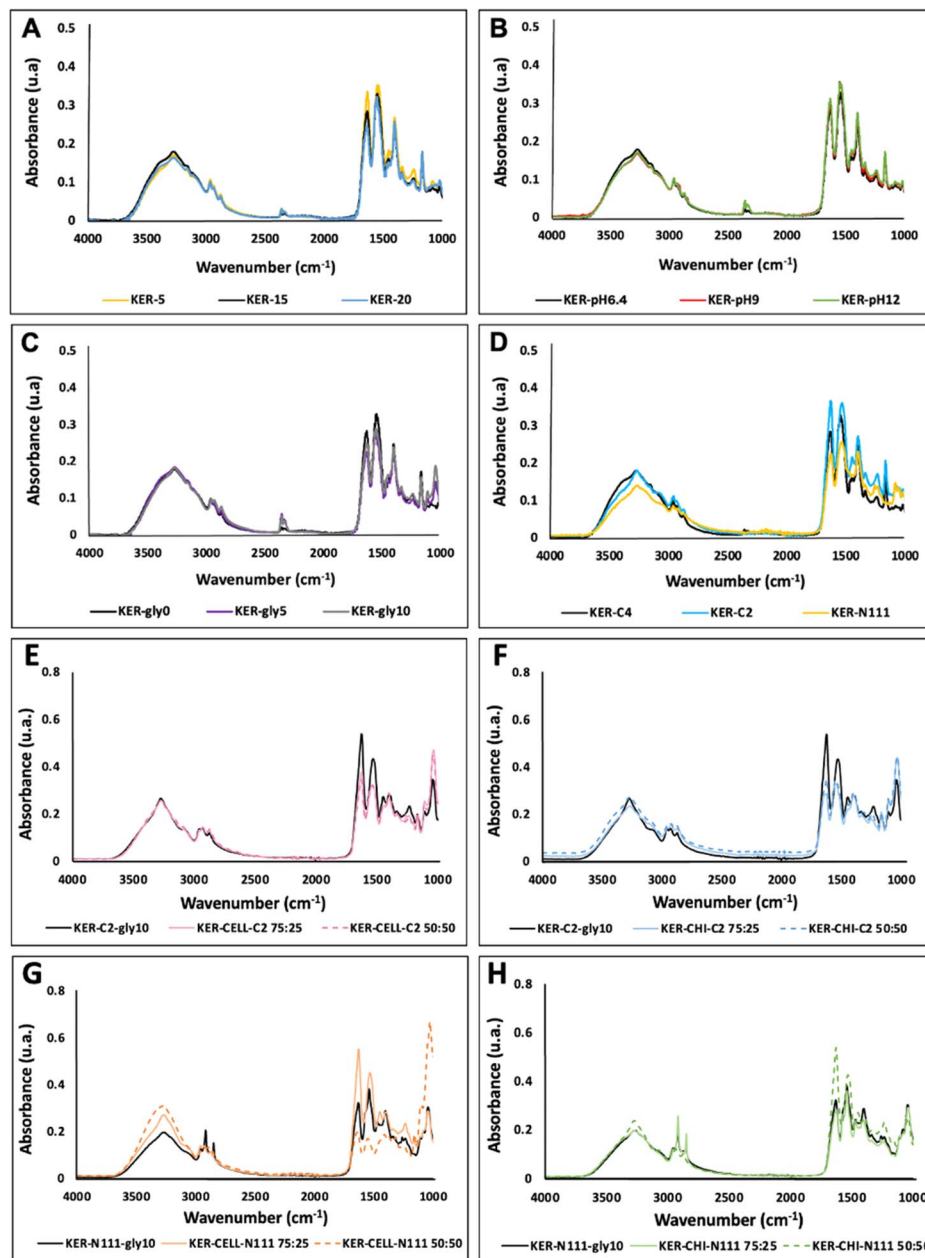 A
Absorbance (u.a)
0.5
0.4
0.3
0.2
0.1
0
4000 3500 3000 2500 2000 1500 1000
Wavenumber (cm-1)
KER-5 KER-15 KER-20
B
Absorbance (u.a)
0.5
0.4
0.3
0.2
0.1
0
4000 3500 3000 2500 2000 1500 1000
Wavenumber (cm-1)
KER-pH6.4 KER-pH9 KER-pH12
C
Absorbance (u.a)
0.5
0.4
0.3
0.2
0.1
0
4000 3500 3000 2500 2000 1500 1000
Wavenumber (cm-1)
KER-gly0 KER-gly5 KER-gly10
D
Absorbance (u.a)
0.5
0.4
0.3
0.2
0.1
0
4000 3500 3000 2500 2000 1500 1000
Wavenumber (cm-1)
KER-C4 KER-C2 KER-N111
E
Absorbance (u.a.)
0.8
0.6
0.4
0.2
0
4000 3500 3000 2500 2000 1500 1000
Wavenumber (cm-1)
KER-C2-gly10 KER-CELL-C2 75:25 KER-CELL-C2 50:50
F
Absorbance (u.a.)
0.8
0.6
0.4
0.2
0
4000 3500 3000 2500 2000 1500 1000
Wavenumber (cm-1)
KER-C2-gly10 KER-CHI-C2 75:25 KER-CHI-C2 50:50
G
Absorbance (u.a.)
0.8
0.6
0.4
0.2
0
4000 3500 3000 2500 2000 1500 1000
Wavenumber (cm-1)
KER-N111-gly10 KER-CELL-N111 75:25 KER-CELL-N111 50:50
H
Absorbance (u.a.)
0.8
0.6
0.4
0.2
0
4000 3500 3000 2500 2000 1500 1000
Wavenumber (cm-1)
KER-N111-gly10 KER-CHI-N111 75:25 KER-CHI-N111 50:50